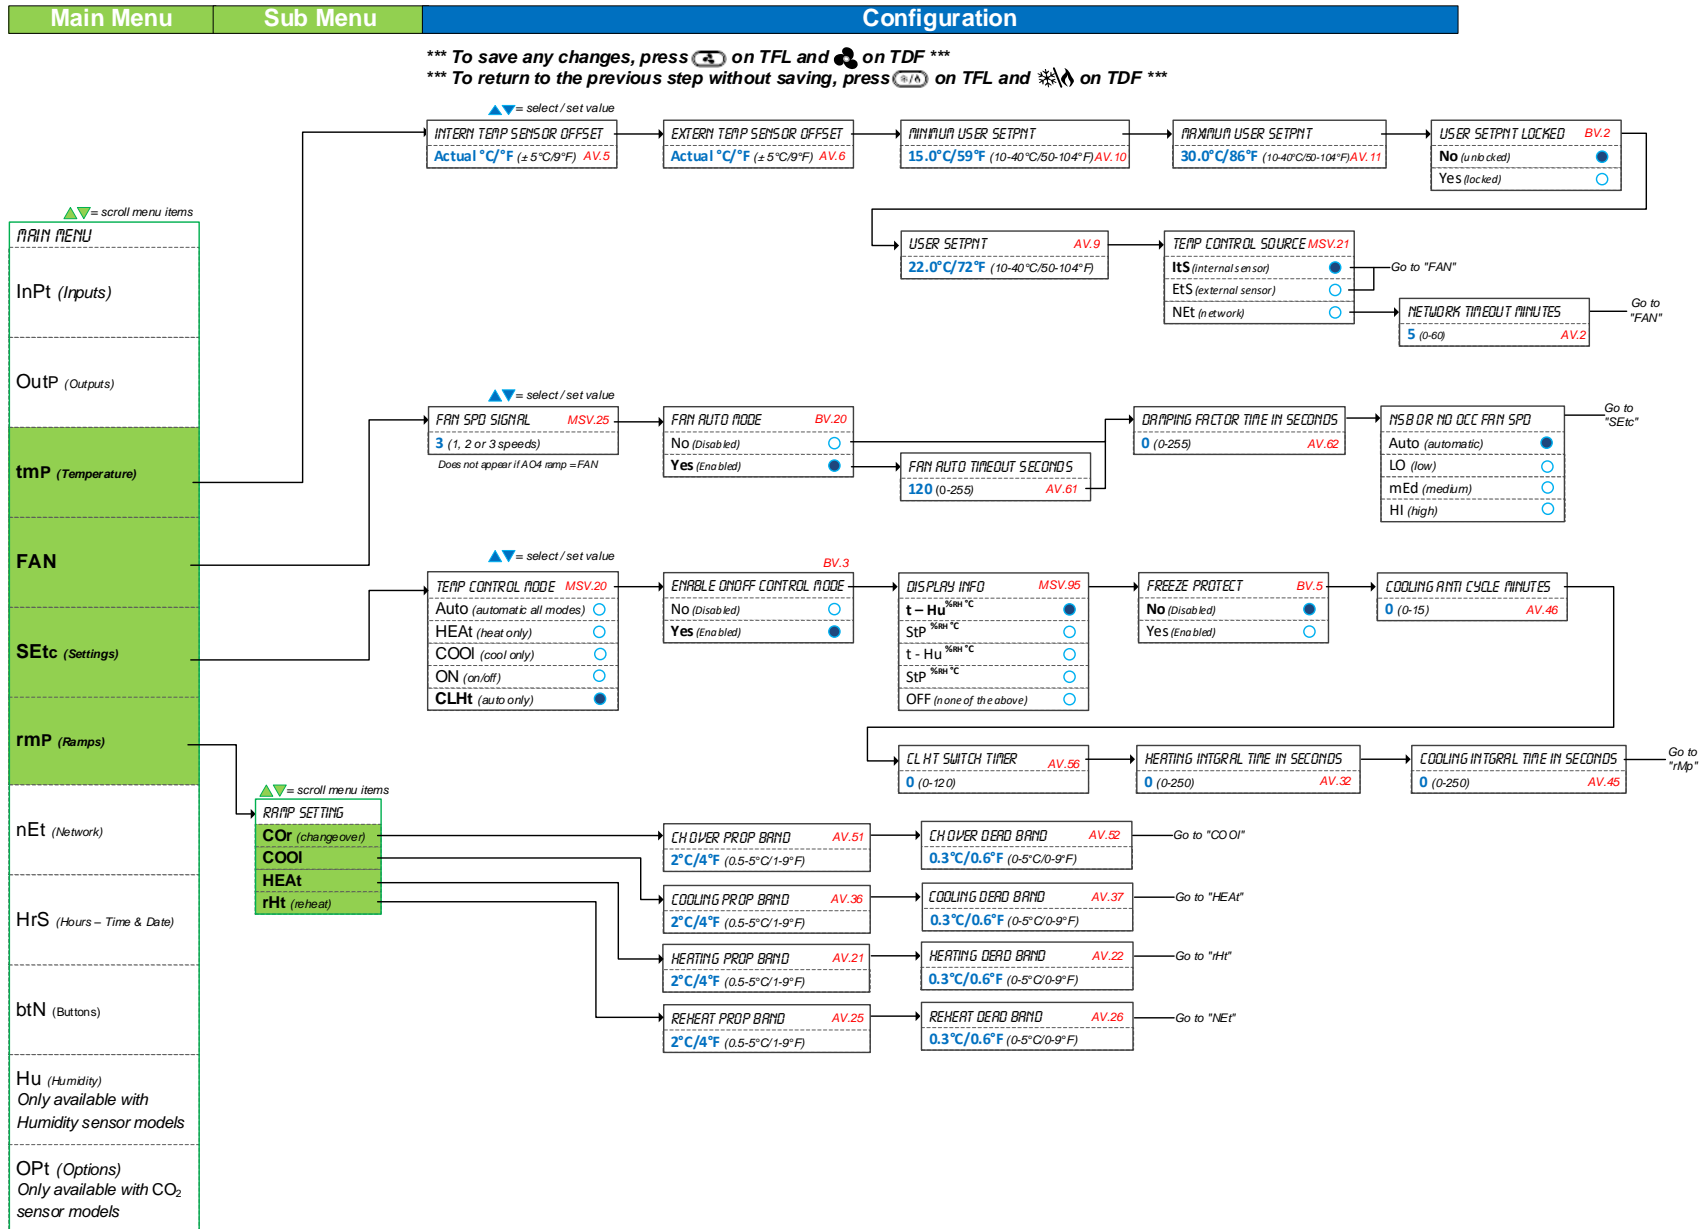 Main Menu Sub Menu Configuration
*** To save any changes, press on TFL and on TDF ***
*** To return to the previous step without saving, press on TFL and on TDF ***
▲▼= select / set value
INTERN TEMP SENSOR OFFSET
Actual °C/°F (± 5°C/9°F) AV.5
EXTERN TEMP SENSOR OFFSET
Actual °C/°F (± 5°C/9°F) AV.6
MINIMUM USER SETPNT
15.0°C/59°F (10-40°C/50-104°F) AV.10
MAXIMUM USER SETPNT
30.0°C/86°F (10-40°C/50-104°F) AV.11
USER SETPNT LOCKED BV.2
No (unlocked)
Yes (locked)
USER SETPNT AV.9
22.0°C/72°F (10-40°C/50-104°F)
TEMP CONTROL SOURCE MSV.21
ItS (internal sensor)
EtS (external sensor)
NEt (network)
Go to "FAN"
NETWORK TIMEOUT MINUTES
5 (0-60) AV.2
Go to
"FAN"
▲▼= scroll menu items
MAIN MENU
InPt (Inputs)
OutP (Outputs)
tmP (Temperature)
FAN
SEtc (Settings)
rmP (Ramps)
nEt (Network)
HrS (Hours – Time & Date)
btN (Buttons)
Hu (Humidity)
Only available with
Humidity sensor models
OPt (Options)
Only available with CO2
sensor models
▲▼= select / set value
FAN SPD SIGNAL MSV.25
3 (1, 2 or 3 speeds)
Does not appear if AO4 ramp = FAN
FAN AUTO MODE BV.20
No (Disabled)
Yes (Enabled)
FAN AUTO TIMEOUT SECONDS
120 (0-255) AV.61
DAMPING FACTOR TIME IN SECONDS
0 (0-255) AV.62
NSB OR NO OCC FAN SPD
Auto (automatic)
LO (low)
mEd (medium)
HI (high)
Go to
"SEtc"
▲▼= select / set value
TEMP CONTROL MODE MSV.20
Auto (automatic all modes)
HEAt (heat only)
COOl (cool only)
ON (on/off)
CLHt (auto only)
BV.3
ENABLE ONOFF CONTROL MODE
No (Disabled)
Yes (Enabled)
DISPLAY INFO MSV.95
t – Hu %RH °C
StP %RH °C
t - Hu %RH °C
StP %RH °C
OFF (none of the above)
FREEZE PROTECT BV.5
No (Disabled)
Yes (Enabled)
COOLING ANTI CYCLE MINUTES
0 (0-15) AV.46
CL HT SWITCH TIMER AV.56
0 (0-120)
HEATING INTGRAL TIME IN SECONDS
0 (0-250) AV.32
COOLING INTGRAL TIME IN SECONDS
0 (0-250) AV.45
Go to
"rMp"
▲▼= scroll menu items
RAMP SETTING
COr (changeover)
COOl
HEAt
rHt (reheat)
CH OVER PROP BAND AV.51
2°C/4°F (0.5-5°C/1-9°F)
CH OVER DEAD BAND AV.52
0.3°C/0.6°F (0-5°C/0-9°F)
Go to "COOl"
COOLING PROP BAND AV.36
2°C/4°F (0.5-5°C/1-9°F)
COOLING DEAD BAND AV.37
0.3°C/0.6°F (0-5°C/0-9°F)
Go to "HEAt"
HEATING PROP BAND AV.21
2°C/4°F (0.5-5°C/1-9°F)
HEATING DEAD BAND AV.22
0.3°C/0.6°F (0-5°C/0-9°F)
Go to "rHt"
REHEAT PROP BAND AV.25
2°C/4°F (0.5-5°C/1-9°F)
REHEAT DEAD BAND AV.26
0.3°C/0.6°F (0-5°C/0-9°F)
Go to "NEt"